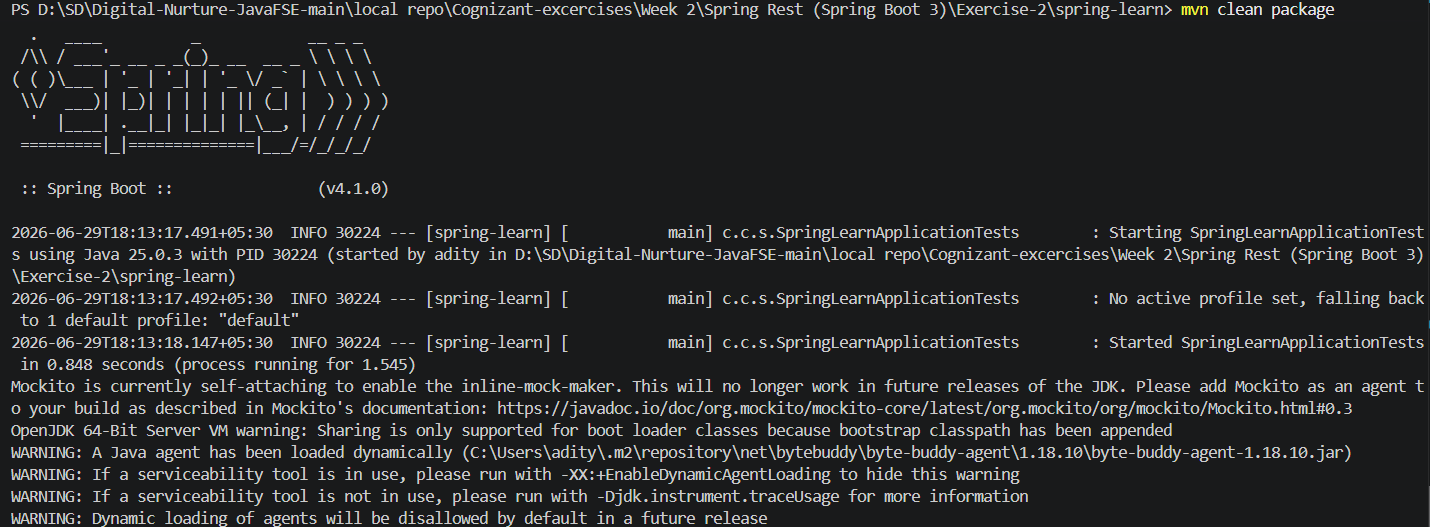 PS D:\SD\Digital-Nurture-JavaFSE-main\local repo\Cognizant-excercises\Week 2\Spring Rest (Spring Boot 3)\Exercise-2\spring-learn> mvn clean package
  .   ____          _            __ _ _
 /\\ / ___'_ __ _ _(_)_ __  __ _ \ \ \ \
( ( )\___ | '_ | '_| | '_ \/ _` | \ \ \ \
 \\/  ___)| |_)| | | | | || (_| |  ) ) ) )
  '  |____| .__|_| |_|_| |_\__, | / / / /
 =========|_|==============|___/=/_/_/_/
 :: Spring Boot ::                (v4.1.0)
2026-06-29T18:13:17.491+05:30  INFO 30224 --- [spring-learn] [           main] c.c.s.SpringLearnApplicationTests        : Starting SpringLearnApplicationTest
s using Java 25.0.3 with PID 30224 (started by adity in D:\SD\Digital-Nurture-JavaFSE-main\local repo\Cognizant-excercises\Week 2\Spring Rest (Spring Boot 3)
\Exercise-2\spring-learn)
2026-06-29T18:13:17.492+05:30  INFO 30224 --- [spring-learn] [           main] c.c.s.SpringLearnApplicationTests        : No active profile set, falling back
 to 1 default profile: "default"
2026-06-29T18:13:18.147+05:30  INFO 30224 --- [spring-learn] [           main] c.c.s.SpringLearnApplicationTests        : Started SpringLearnApplicationTests
 in 0.848 seconds (process running for 1.545)
Mockito is currently self-attaching to enable the inline-mock-maker. This will no longer work in future releases of the JDK. Please add Mockito as an agent t
o your build as described in Mockito's documentation: https://javadoc.io/doc/org.mockito/mockito-core/latest/org.mockito/org/mockito/Mockito.html#0.3
OpenJDK 64-Bit Server VM warning: Sharing is only supported for boot loader classes because bootstrap classpath has been appended
WARNING: A Java agent has been loaded dynamically (C:\Users\adity\.m2\repository\net\bytebuddy\byte-buddy-agent\1.18.10\byte-buddy-agent-1.18.10.jar)
WARNING: If a serviceability tool is in use, please run with -XX:+EnableDynamicAgentLoading to hide this warning
WARNING: If a serviceability tool is not in use, please run with -Djdk.instrument.traceUsage for more information
WARNING: Dynamic loading of agents will be disallowed by default in a future release